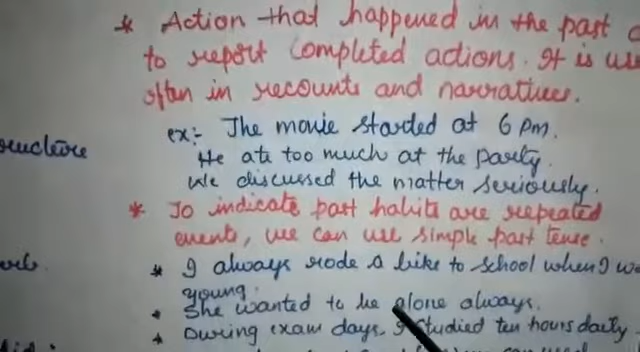 * Action that happened in the past
to report completed actions. It is
often in recounts and narratives.
ex:- The movie started at 6 pm.
He ate too much at the party.
We discussed the matter seriously.
* To indicate past habits are repeated
events, we can use simple past tense.
* I always rode a bike to school when I
young.
* She wanted to be alone always.
* During exam days, I studied ten hours daily.